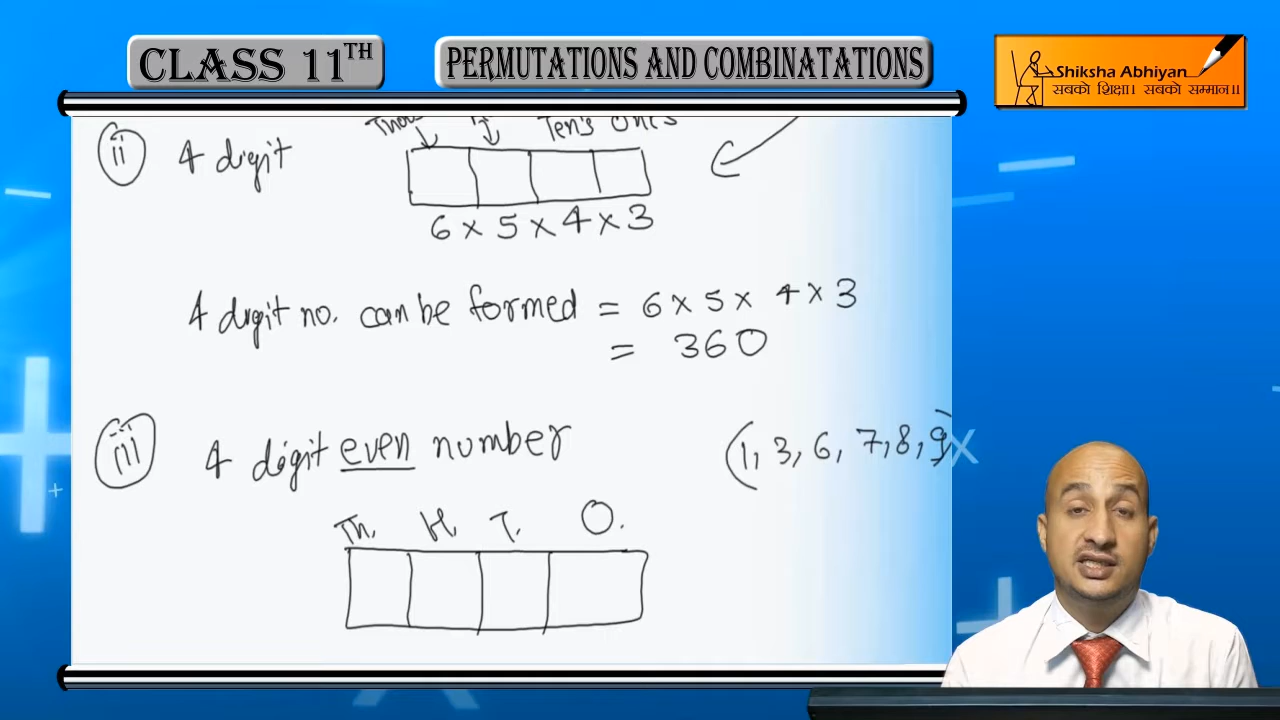 CLASS 11TH
PERMUTATIONS AND COMBINATATIONS
Shiksha Abhiyan
सबको शिक्षा। सबको सम्मान॥
Ten's One's
ii 4 digit
6 x 5 x 4 x 3
4 digit no. can be formed = 6 x 5 x 4 x 3
= 360
iii 4 digit even number (1, 3, 6, 7, 8, 9)
Th. H. T. O.